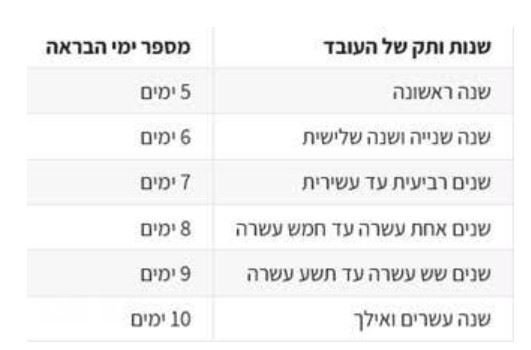 שנות ותק של העובד מספר ימי הבראה
שנה ראשונה 5 ימים
שנה שנייה ושנה שלישית 6 ימים
שנים רביעית עד עשירית 7 ימים
שנים אחת עשרה עד חמש עשרה 8 ימים
שנים שש עשרה עד תשע עשרה 9 ימים
שנה עשרים ואילך 10 ימים